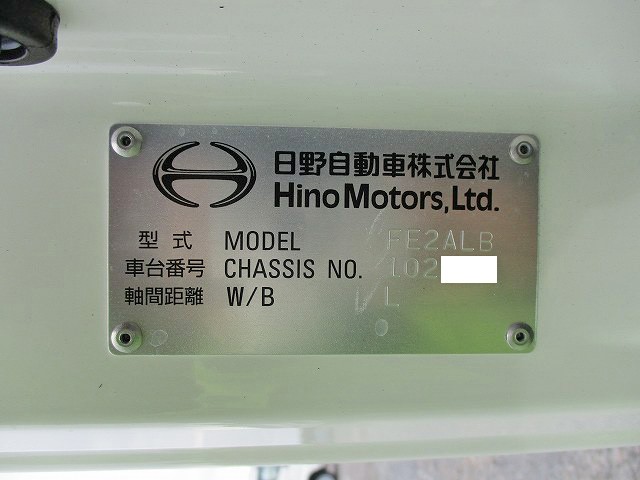 日野自動車株式会社
Hino Motors, Ltd.
型式 MODEL FE2ALB
車台番号 CHASSIS NO. 102
軸間距離 W/B L